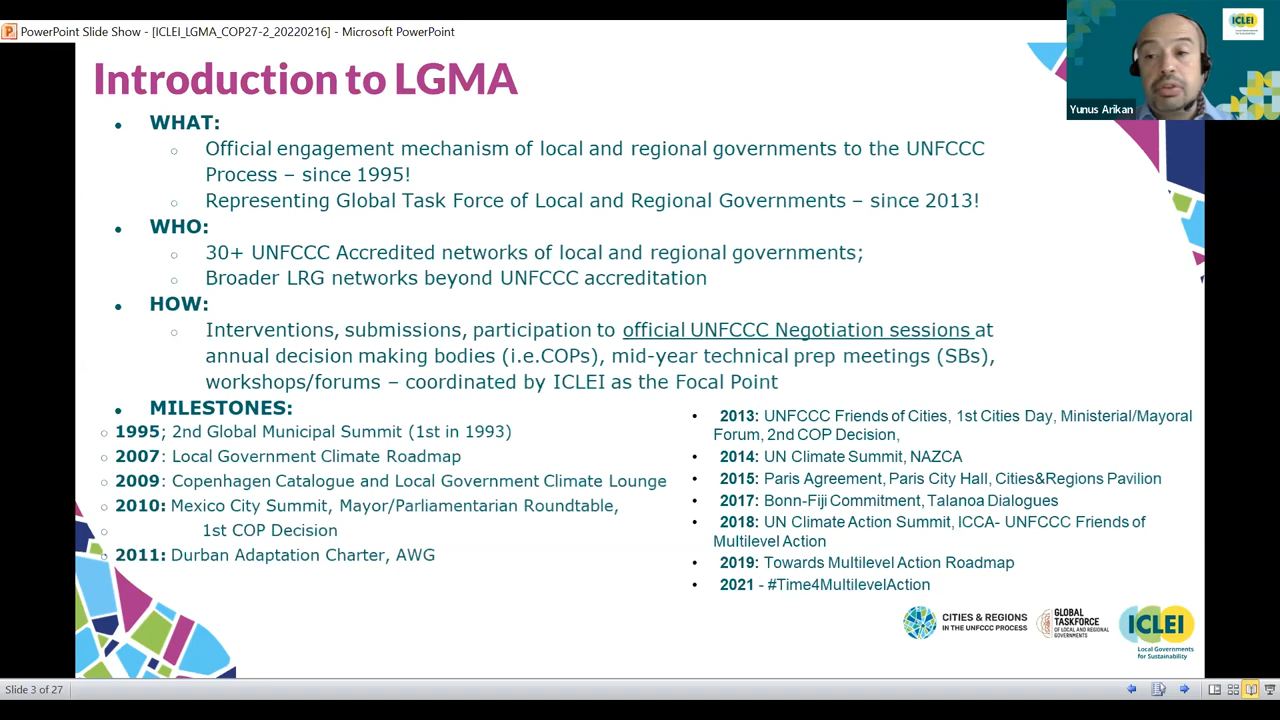 PowerPoint Slide Show - [ICLEI_LGMA_COP27-2_20220216] - Microsoft PowerPoint
ICLEI
Local Governments
for Sustainability
Yunus Arikan
Introduction to LGMA
WHAT:
Official engagement mechanism of local and regional governments to the UNFCCC
Process – since 1995!
Representing Global Task Force of Local and Regional Governments – since 2013!
WHO:
30+ UNFCCC Accredited networks of local and regional governments;
Broader LRG networks beyond UNFCCC accreditation
HOW:
Interventions, submissions, participation to official UNFCCC Negotiation sessions at
annual decision making bodies (i.e.COPs), mid-year technical prep meetings (SBs),
workshops/forums – coordinated by ICLEI as the Focal Point
MILESTONES:
1995; 2nd Global Municipal Summit (1st in 1993)
2007: Local Government Climate Roadmap
2009: Copenhagen Catalogue and Local Government Climate Lounge
2010: Mexico City Summit, Mayor/Parliamentarian Roundtable,
1st COP Decision
2011: Durban Adaptation Charter, AWG
2013: UNFCCC Friends of Cities, 1st Cities Day, Ministerial/Mayoral
Forum, 2nd COP Decision,
2014: UN Climate Summit, NAZCA
2015: Paris Agreement, Paris City Hall, Cities&Regions Pavilion
2017: Bonn-Fiji Commitment, Talanoa Dialogues
2018: UN Climate Action Summit, ICCA- UNFCCC Friends of
Multilevel Action
2019: Towards Multilevel Action Roadmap
2021 - #Time4MultilevelAction
CITIES & REGIONS
IN THE UNFCCC PROCESS
GLOBAL
TASKFORCE
OF LOCAL AND REGIONAL
GOVERNMENTS
ICLEI
Local Governments
for Sustainability
Slide 3 of 27